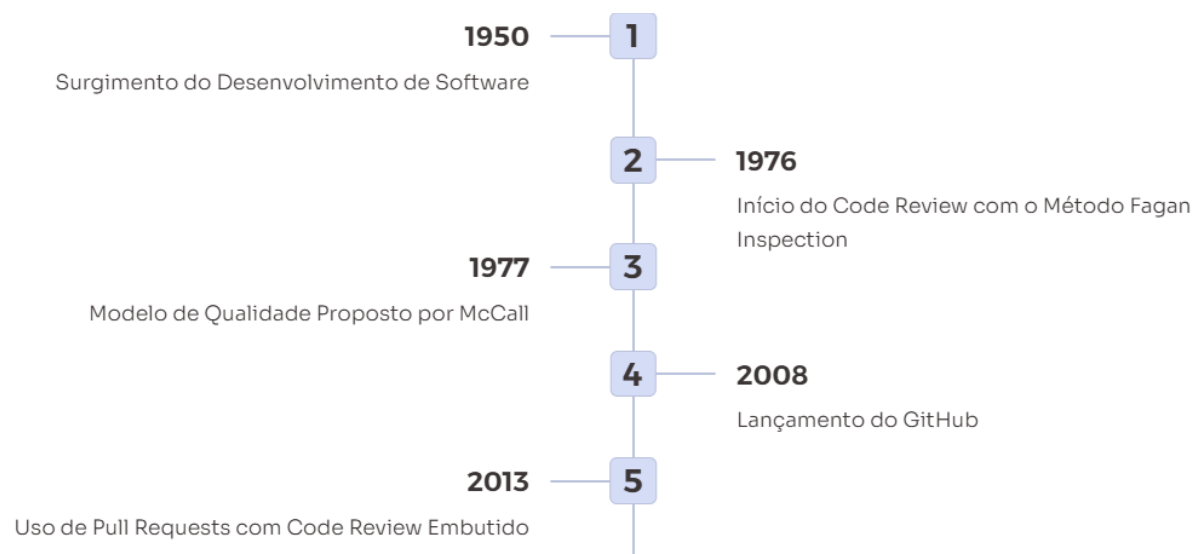 1950
1
Surgimento do Desenvolvimento de Software
2
1976
Início do Code Review com o Método Fagan
Inspection
1977
3
Modelo de Qualidade Proposto por McCall
4
2008
Lançamento do GitHub
2013
5
Uso de Pull Requests com Code Review Embutido